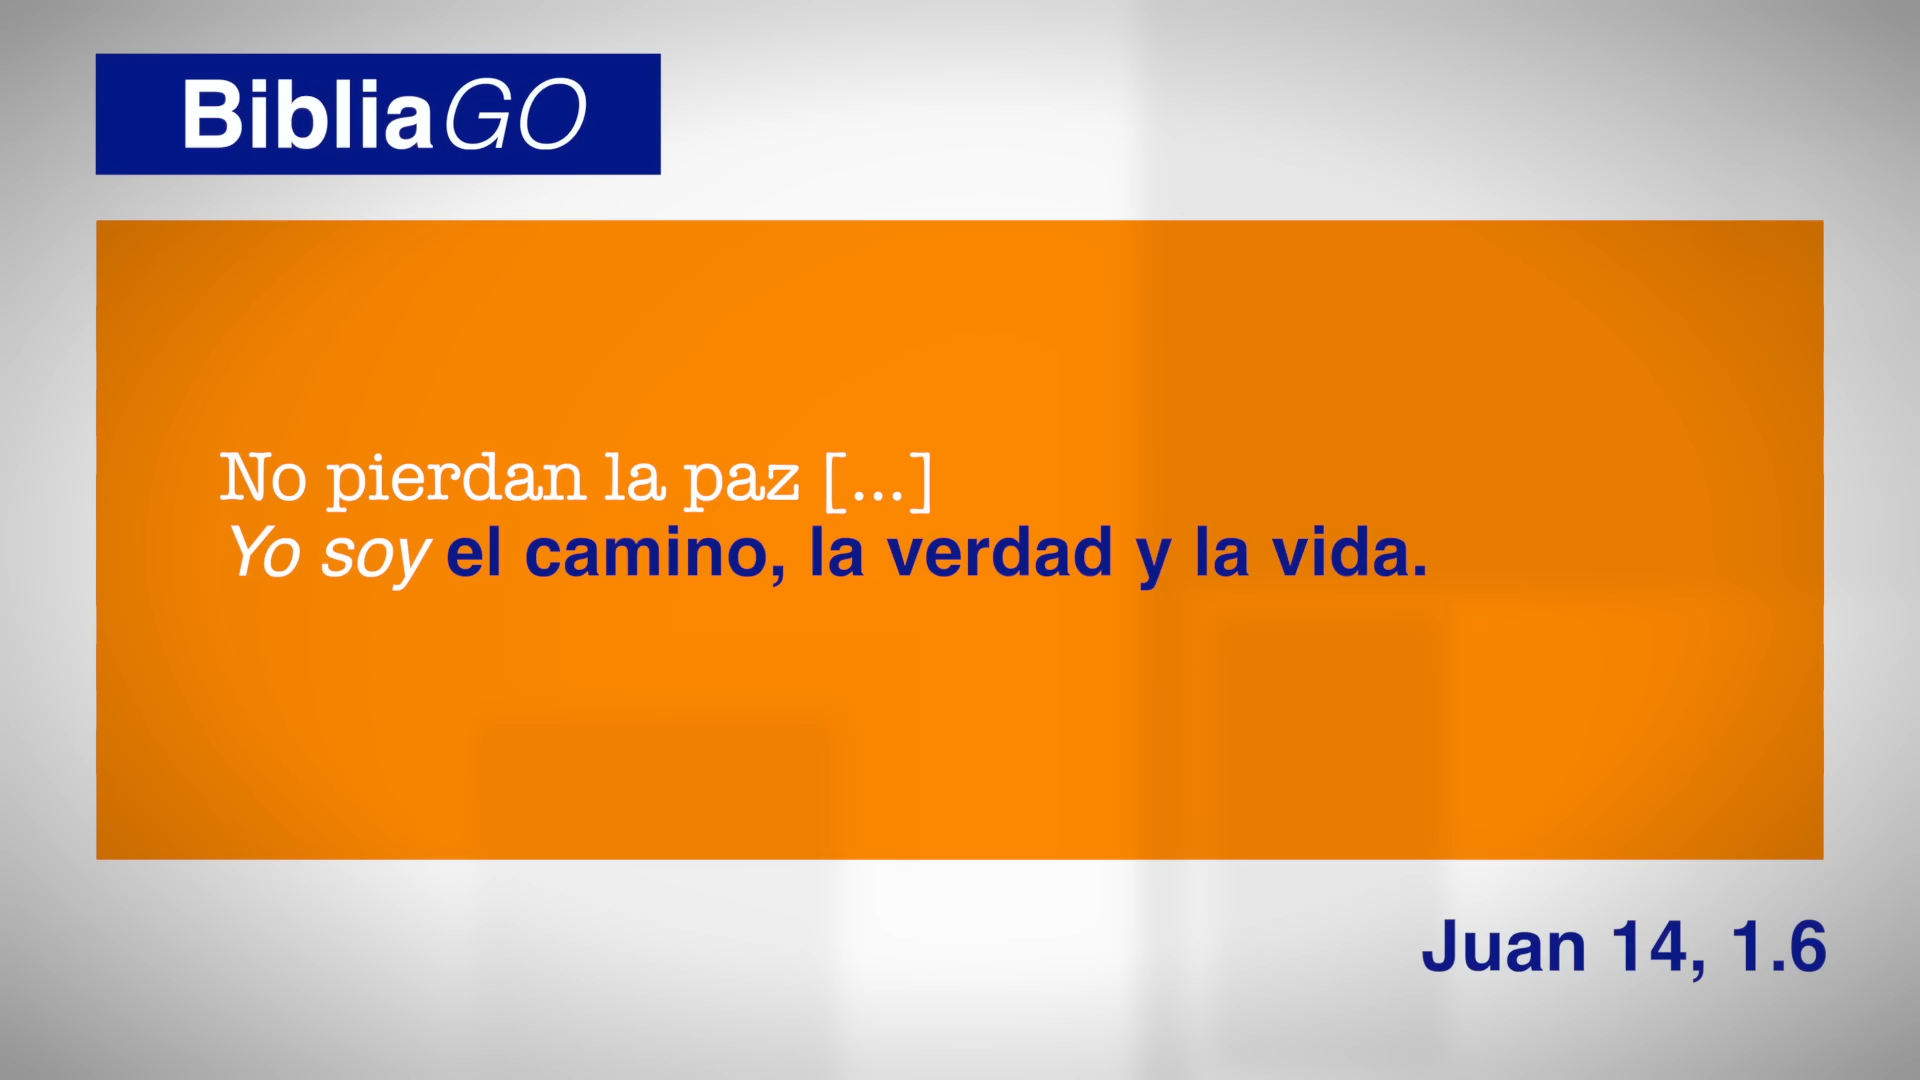 BibliaGO
No pierdan la paz [...]
Yo soy el camino, la verdad y la vida.
Juan 14, 1.6